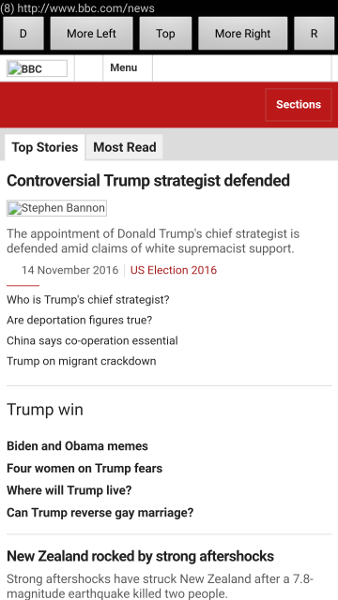 (8) http://www.bbc.com/news
D More Left Top More Right R
BBC Menu
Sections
Top Stories Most Read
Controversial Trump strategist defended
Stephen Bannon
The appointment of Donald Trump's chief strategist is
defended amid claims of white supremacist support.
14 November 2016 US Election 2016
Who is Trump's chief strategist?
Are deportation figures true?
China says co-operation essential
Trump on migrant crackdown
Trump win
Biden and Obama memes
Four women on Trump fears
Where will Trump live?
Can Trump reverse gay marriage?
New Zealand rocked by strong aftershocks
Strong aftershocks have struck New Zealand after a 7.8-
magnitude earthquake killed two people.